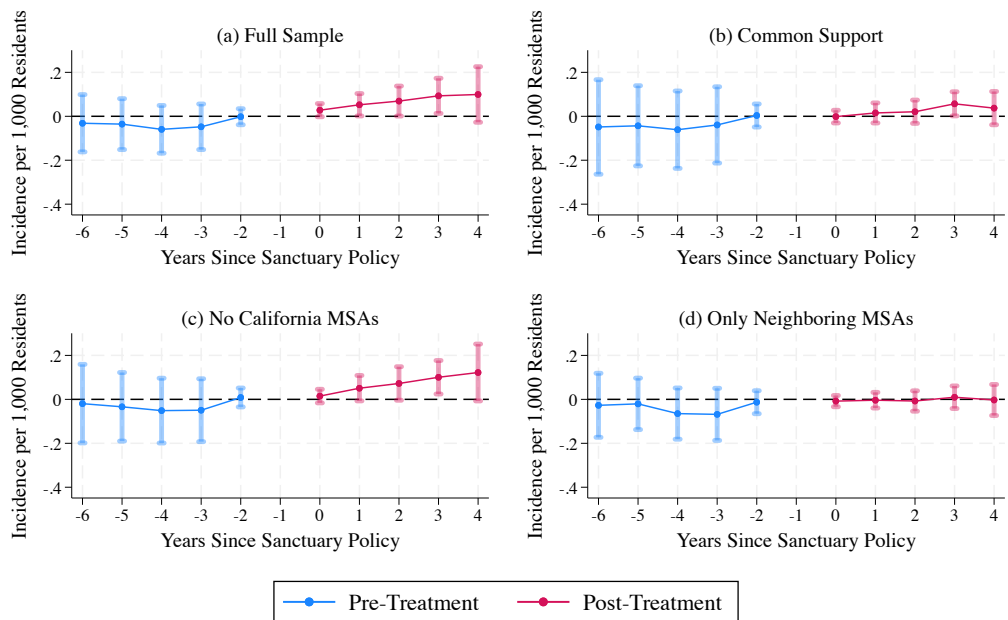 (a) Full Sample
Incidence per 1,000 Residents
.2
0
-.2
-.4
-6 -5 -4 -3 -2 -1 0 1 2 3 4
Years Since Sanctuary Policy
(b) Common Support
Incidence per 1,000 Residents
.2
0
-.2
-.4
-6 -5 -4 -3 -2 -1 0 1 2 3 4
Years Since Sanctuary Policy
(c) No California MSAs
Incidence per 1,000 Residents
.2
0
-.2
-.4
-6 -5 -4 -3 -2 -1 0 1 2 3 4
Years Since Sanctuary Policy
(d) Only Neighboring MSAs
Incidence per 1,000 Residents
.2
0
-.2
-.4
-6 -5 -4 -3 -2 -1 0 1 2 3 4
Years Since Sanctuary Policy
Pre-Treatment Post-Treatment